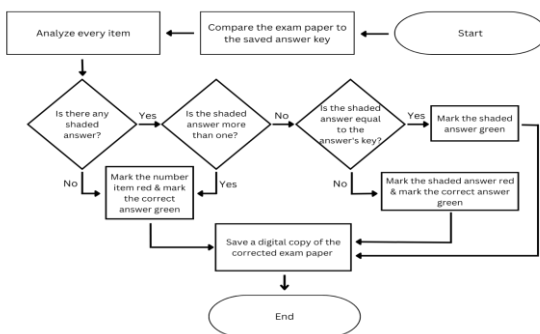 Analyze every item
Compare the exam paper to
the saved answer key
Start
Is there any
shaded
answer?
Yes
Is the shaded
answer more
than one?
No
Is the shaded
answer equal
to the
answer's key?
Yes
Mark the shaded
answer green
No
Mark the number
item red & mark
the correct
answer green
Yes
No
Mark the shaded answer red
& mark the correct answer
green
Save a digital copy of the
corrected exam paper
End